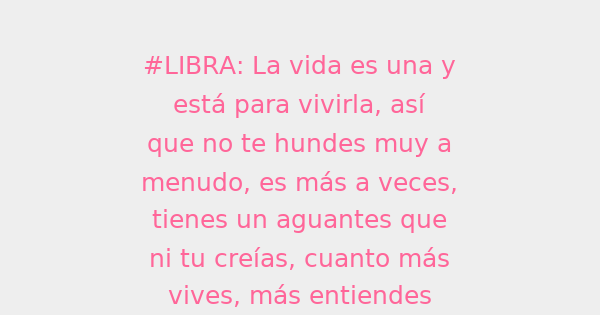 #LIBRA: La vida es una y
está para vivirla, así
que no te hundes muy a
menudo, es más a veces,
tienes un aguantes que
ni tu creías, cuanto más
vives, más entiendes